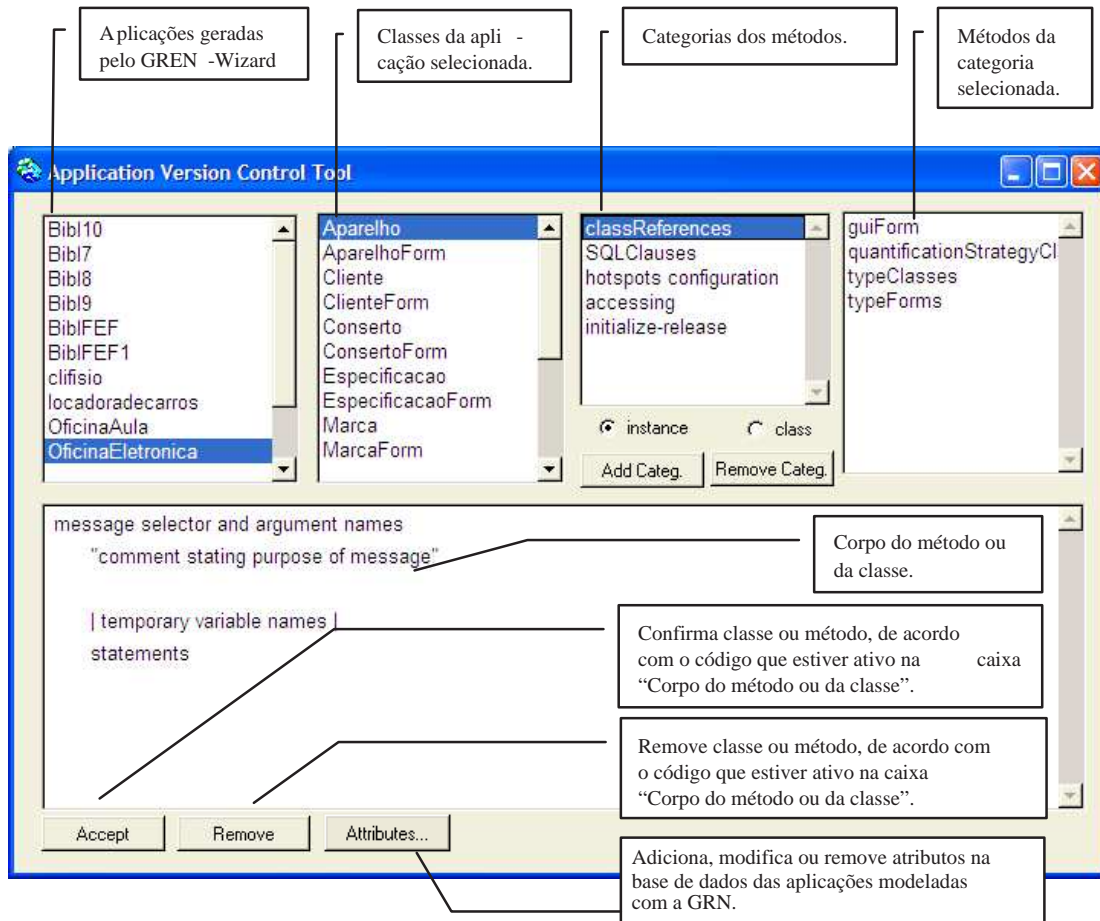 Aplicações geradas
pelo GREN -Wizard
Classes da apli -
cação selecionada.
Categorias dos métodos.
Métodos da
categoria
selecionada.
Application Version Control Tool
Bibl10
Bibl7
Bibl8
Bibl9
BiblFEF
BiblFEF1
clifisio
locadoradecarros
OficinaAula
OficinaEletronica
Aparelho
AparelhoForm
Cliente
ClienteForm
Conserto
ConsertoForm
Especificacao
EspecificacaoForm
Marca
MarcaForm
classReferences
SQLClauses
hotspots configuration
accessing
initialize-release
instance class
Add Categ. Remove Categ.
guiForm
quantificationStrategyCl
typeClasses
typeForms
message selector and argument names
"comment stating purpose of message"
| temporary variable names |
statements
Corpo do método ou
da classe.
Confirma classe ou método, de acordo
com o código que estiver ativo na caixa
“Corpo do método ou da classe”.
Remove classe ou método, de acordo com
o código que estiver ativo na caixa
“Corpo do método ou da classe”.
Accept Remove Attributes...
Adiciona, modifica ou remove atributos na
base de dados das aplicações modeladas
com a GRN.